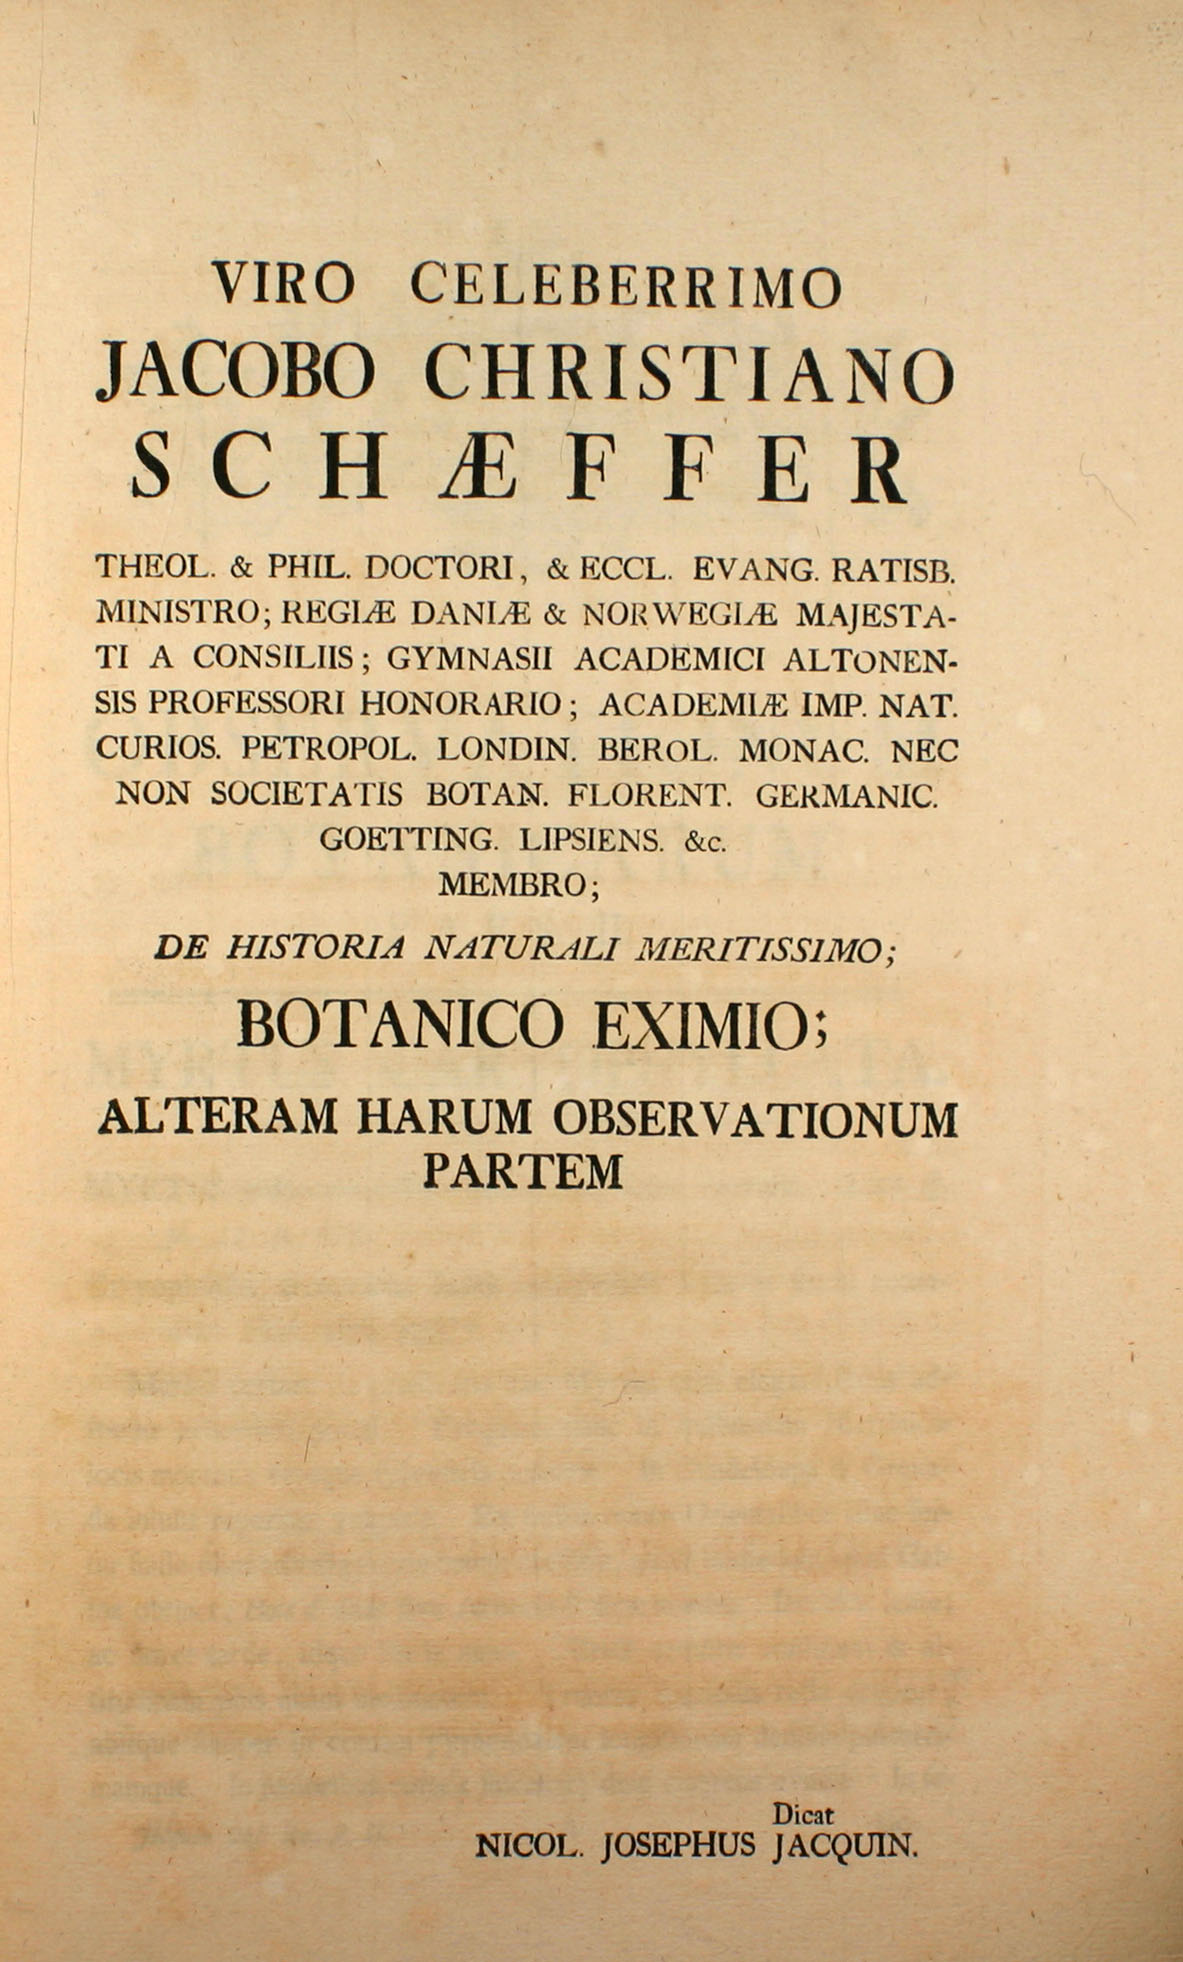 VIRO CELEBERRIMO
JACOBO CHRISTIANO
SCHÆFFER
THEOL. & PHIL. DOCTORI, & ECCL. EVANG. RATISB.
MINISTRO; REGIÆ DANIÆ & NORWEGIÆ MAJESTA-
TI A CONSILIIS; GYMNASII ACADEMICI ALTONEN-
SIS PROFESSORI HONORARIO; ACADEMIÆ IMP. NAT.
CURIOS. PETROPOL. LONDIN. BEROL. MONAC. NEC
NON SOCIETATIS BOTAN. FLORENT. GERMANIC.
GOETTING. LIPSIENS. &c.
MEMBRO;
DE HISTORIA NATURALI MERITISSIMO;
BOTANICO EXIMIO;
ALTERAM HARUM OBSERVATIONUM
PARTEM
Dicat
NICOL. JOSEPHUS JACQUIN.